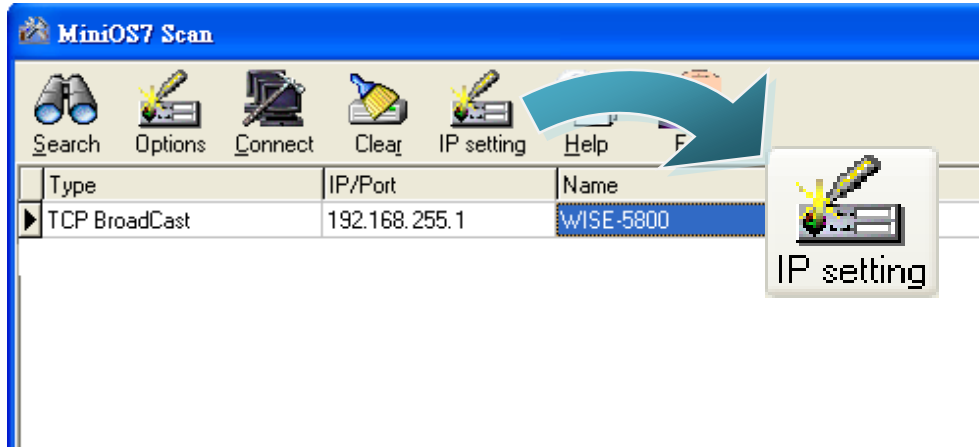 MiniOS7 Scan
Search Options Connect Clear IP setting Help
Type IP/Port Name
TCP BroadCast 192.168.255.1 WISE-5800
IP setting